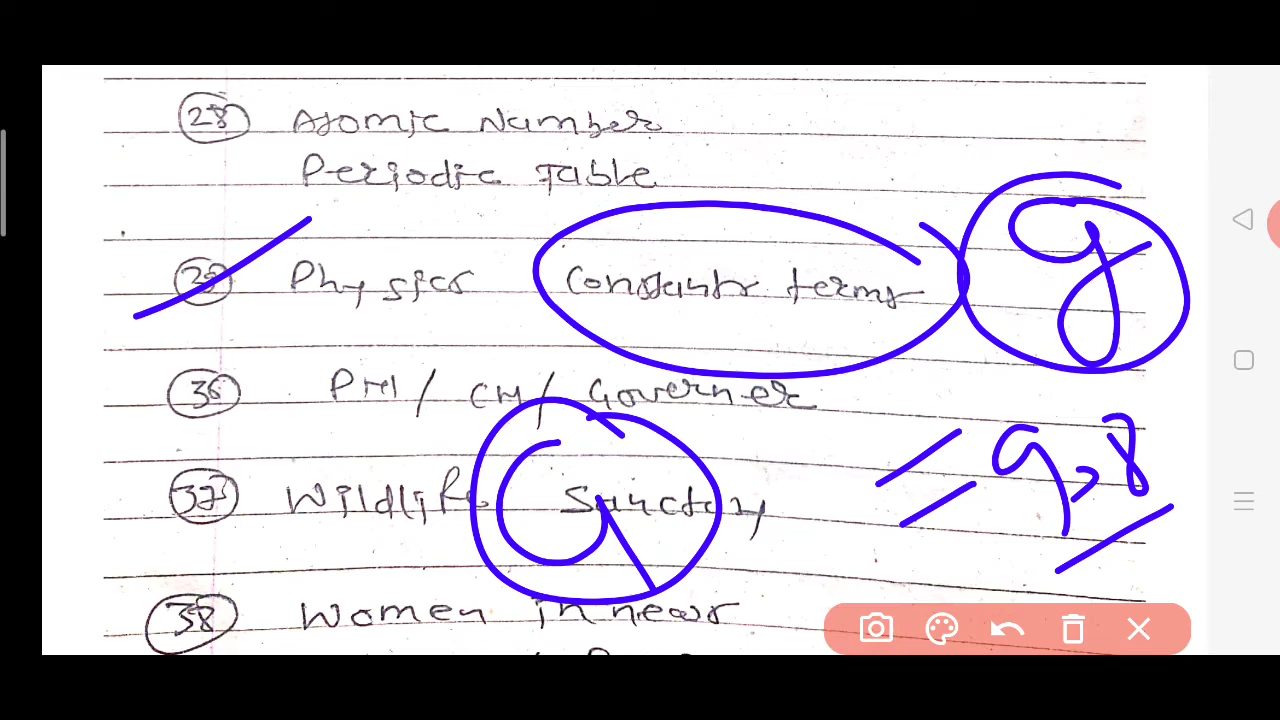 28 Atomic Number
Periodic Table
29 Physics Constant terms g
36 PM / CM / Governer
= 9.8
37 Wildlife Sanctuary
38 Women in news